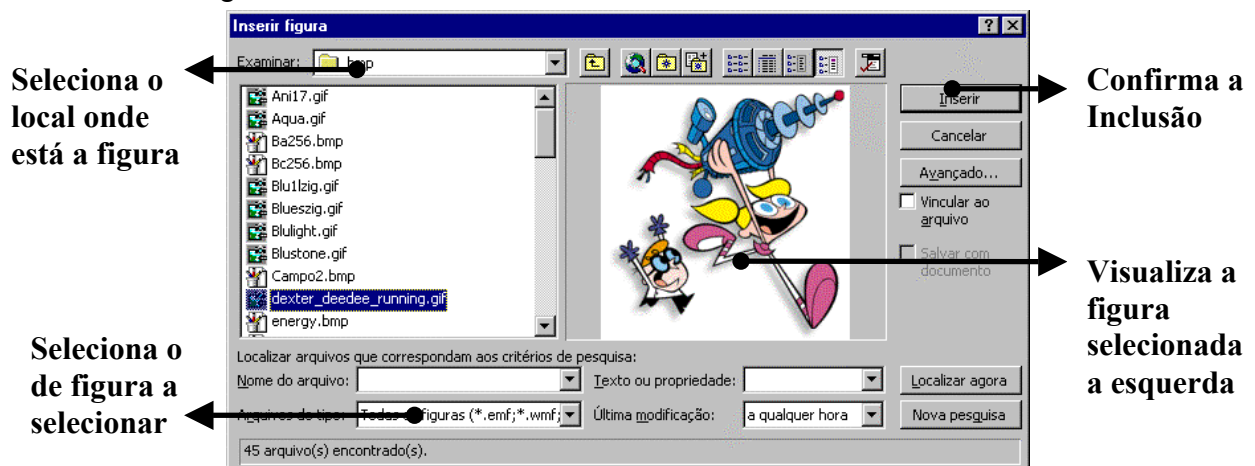 Inserir figura
Examinar: bmp
Seleciona o
local onde
está a figura
Ani17.gif
Aqua.gif
Ba256.bmp
Bc256.bmp
Blu1lzig.gif
Blueszig.gif
Blulight.gif
Blustone.gif
Campo2.bmp
dexter_deedee_running.gif
energy.bmp
Inserir
Cancelar
Avançado...
Vincular ao
arquivo
Salvar com
documento
Confirma a
Inclusão
Visualiza a
figura
selecionada
a esquerda
Seleciona o
de figura a
selecionar
Localizar arquivos que correspondam aos critérios de pesquisa:
Nome do arquivo: Texto ou propriedade: Localizar agora
Arquivos do tipo: Todas as figuras (*.emf;*.wmf; Última modificação: a qualquer hora Nova pesquisa
45 arquivo(s) encontrado(s).